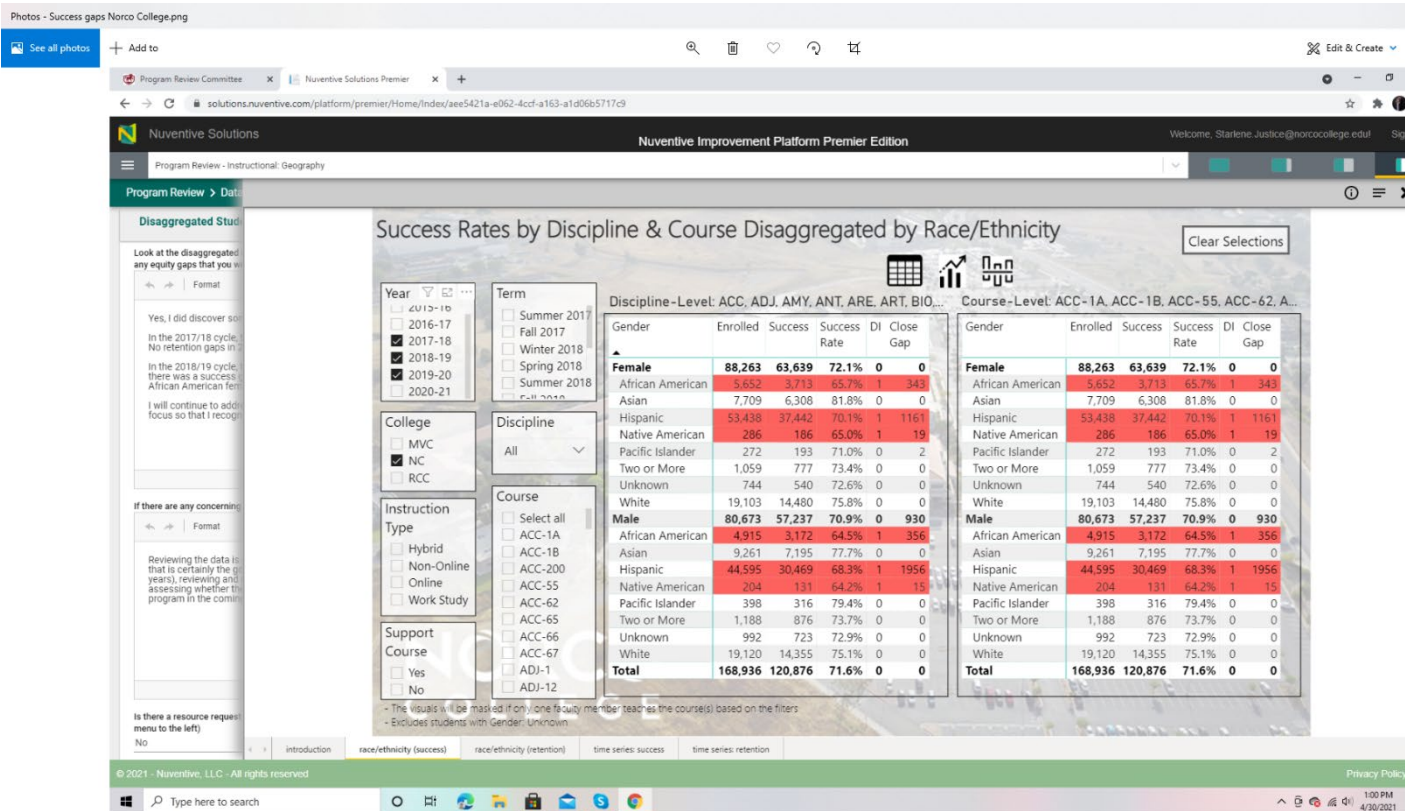 Photos - Success gaps Norco College.png
See all photos
Add to
Edit & Create
Program Review Committee
Nuventive Solutions Premier
solutions.nuventive.com/platform/premier/Home/Index/aee5421a-e062-4ccf-a163-a1d06b5717c9
Nuventive Solutions
Nuventive Improvement Platform Premier Edition
Welcome, Starlene.Justice@norcocollege.edu!
Sig
Program Review - Instructional: Geography
Program Review > Data
Disaggregated Stud
Look at the disaggregated
any equity gaps that you
Format
Yes, I did discover
In the 2017/18 cycle,
No retention gaps in
In the 2018/19 cycle,
there was a success
African American fem
I will continue to
focus so that I
If there are any concerning
Format
Reviewing the data is
that is certainly the
years), reviewing and
assessing whether
program in the coming
Is there a resource request
menu to the left)
No
Success Rates by Discipline & Course Disaggregated by Race/Ethnicity
Clear Selections
Year
2015-16
2016-17
2017-18
2018-19
2019-20
2020-21
Term
Summer 2017
Fall 2017
Winter 2018
Spring 2018
Summer 2018
Fall 2018
College
MVC
NC
RCC
Discipline
All
Instruction
Type
Hybrid
Non-Online
Online
Work Study
Course
Select all
ACC-1A
ACC-1B
ACC-200
ACC-55
ACC-62
ACC-65
ACC-66
ACC-67
ADJ-1
ADJ-12
Support
Course
Yes
No
Discipline-Level: ACC, ADJ, AMY, ANT, ARE, ART, BIO,...
Gender Enrolled Success Success Rate DI Close Gap
Female 88,263 63,639 72.1% 0 0
African American 5,652 3,713 65.7% 1 343
Asian 7,709 6,308 81.8% 0 0
Hispanic 53,438 37,442 70.1% 1 1161
Native American 286 186 65.0% 1 19
Pacific Islander 272 193 71.0% 0 2
Two or More 1,059 777 73.4% 0 0
Unknown 744 540 72.6% 0 0
White 19,103 14,480 75.8% 0 0
Male 80,673 57,237 70.9% 0 930
African American 4,915 3,172 64.5% 1 356
Asian 9,261 7,195 77.7% 0 0
Hispanic 44,595 30,469 68.3% 1 1956
Native American 204 131 64.2% 1 15
Pacific Islander 398 316 79.4% 0 0
Two or More 1,188 876 73.7% 0 0
Unknown 992 723 72.9% 0 0
White 19,120 14,355 75.1% 0 0
Total 168,936 120,876 71.6% 0 0
Course-Level: ACC-1A, ACC-1B, ACC-55, ACC-62, A...
Gender Enrolled Success Success Rate DI Close Gap
Female 88,263 63,639 72.1% 0 0
African American 5,652 3,713 65.7% 1 343
Asian 7,709 6,308 81.8% 0 0
Hispanic 53,438 37,442 70.1% 1 1161
Native American 286 186 65.0% 1 19
Pacific Islander 272 193 71.0% 0 2
Two or More 1,059 777 73.4% 0 0
Unknown 744 540 72.6% 0 0
White 19,103 14,480 75.8% 0 0
Male 80,673 57,237 70.9% 0 930
African American 4,915 3,172 64.5% 1 356
Asian 9,261 7,195 77.7% 0 0
Hispanic 44,595 30,469 68.3% 1 1956
Native American 204 131 64.2% 1 15
Pacific Islander 398 316 79.4% 0 0
Two or More 1,188 876 73.7% 0 0
Unknown 992 723 72.9% 0 0
White 19,120 14,355 75.1% 0 0
Total 168,936 120,876 71.6% 0 0
- The visuals will be masked if only one faculty member teaches the course(s) based on the filters
- Excludes students with Gender: Unknown
introduction
race/ethnicity (success)
race/ethnicity (retention)
time series: success
time series: retention
© 2021 - Nuventive, LLC - All rights reserved
Privacy Policy
Type here to search
1:00 PM
4/30/2021